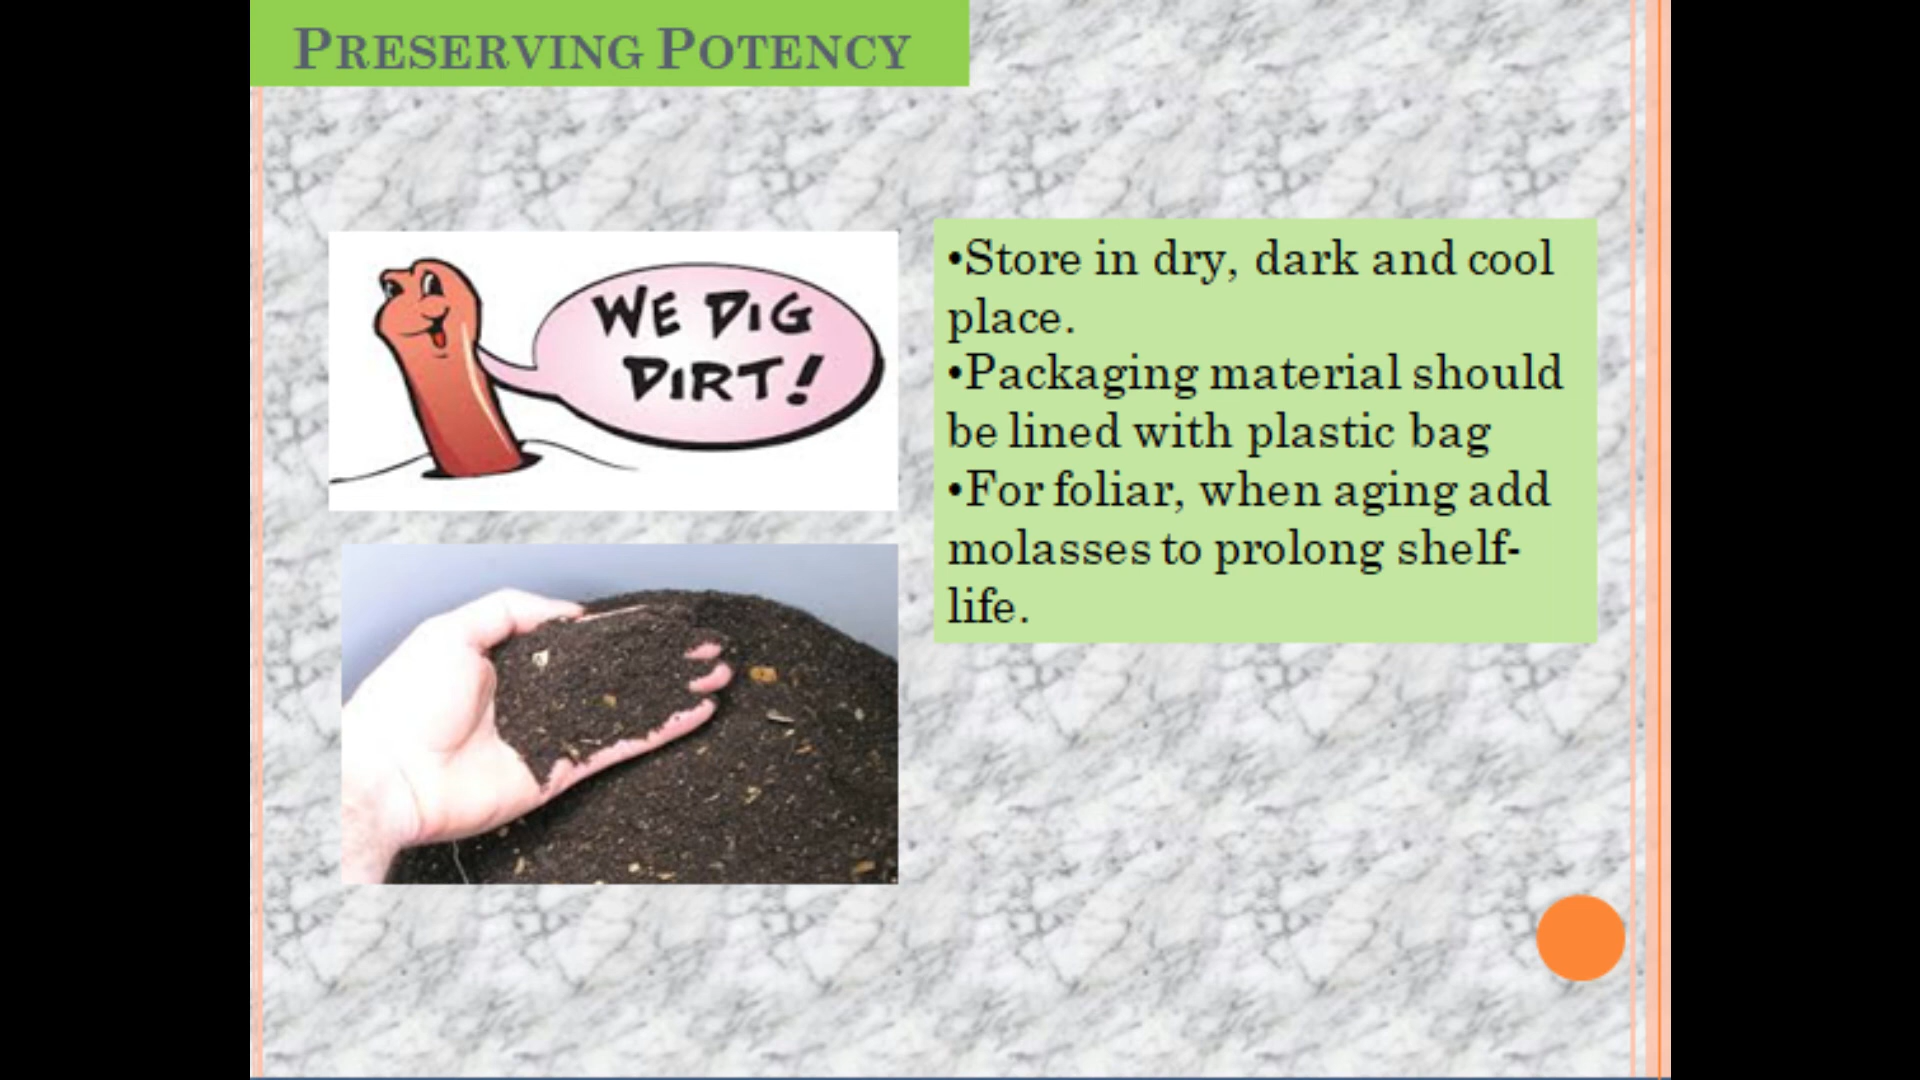 PRESERVING POTENCY
WE DIG
DIRT!
•Store in dry, dark and cool
place.
•Packaging material should
be lined with plastic bag
•For foliar, when aging add
molasses to prolong shelf-
life.